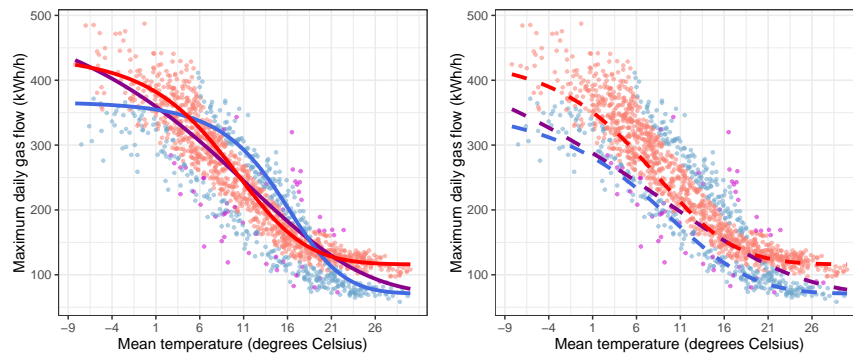 500
400
300
200
100
Maximum daily gas flow (kWh/h)
−9 −4 1 6 11 16 21 26
Mean temperature (degrees Celsius)
500
400
300
200
100
Maximum daily gas flow (kWh/h)
−9 −4 1 6 11 16 21 26
Mean temperature (degrees Celsius)